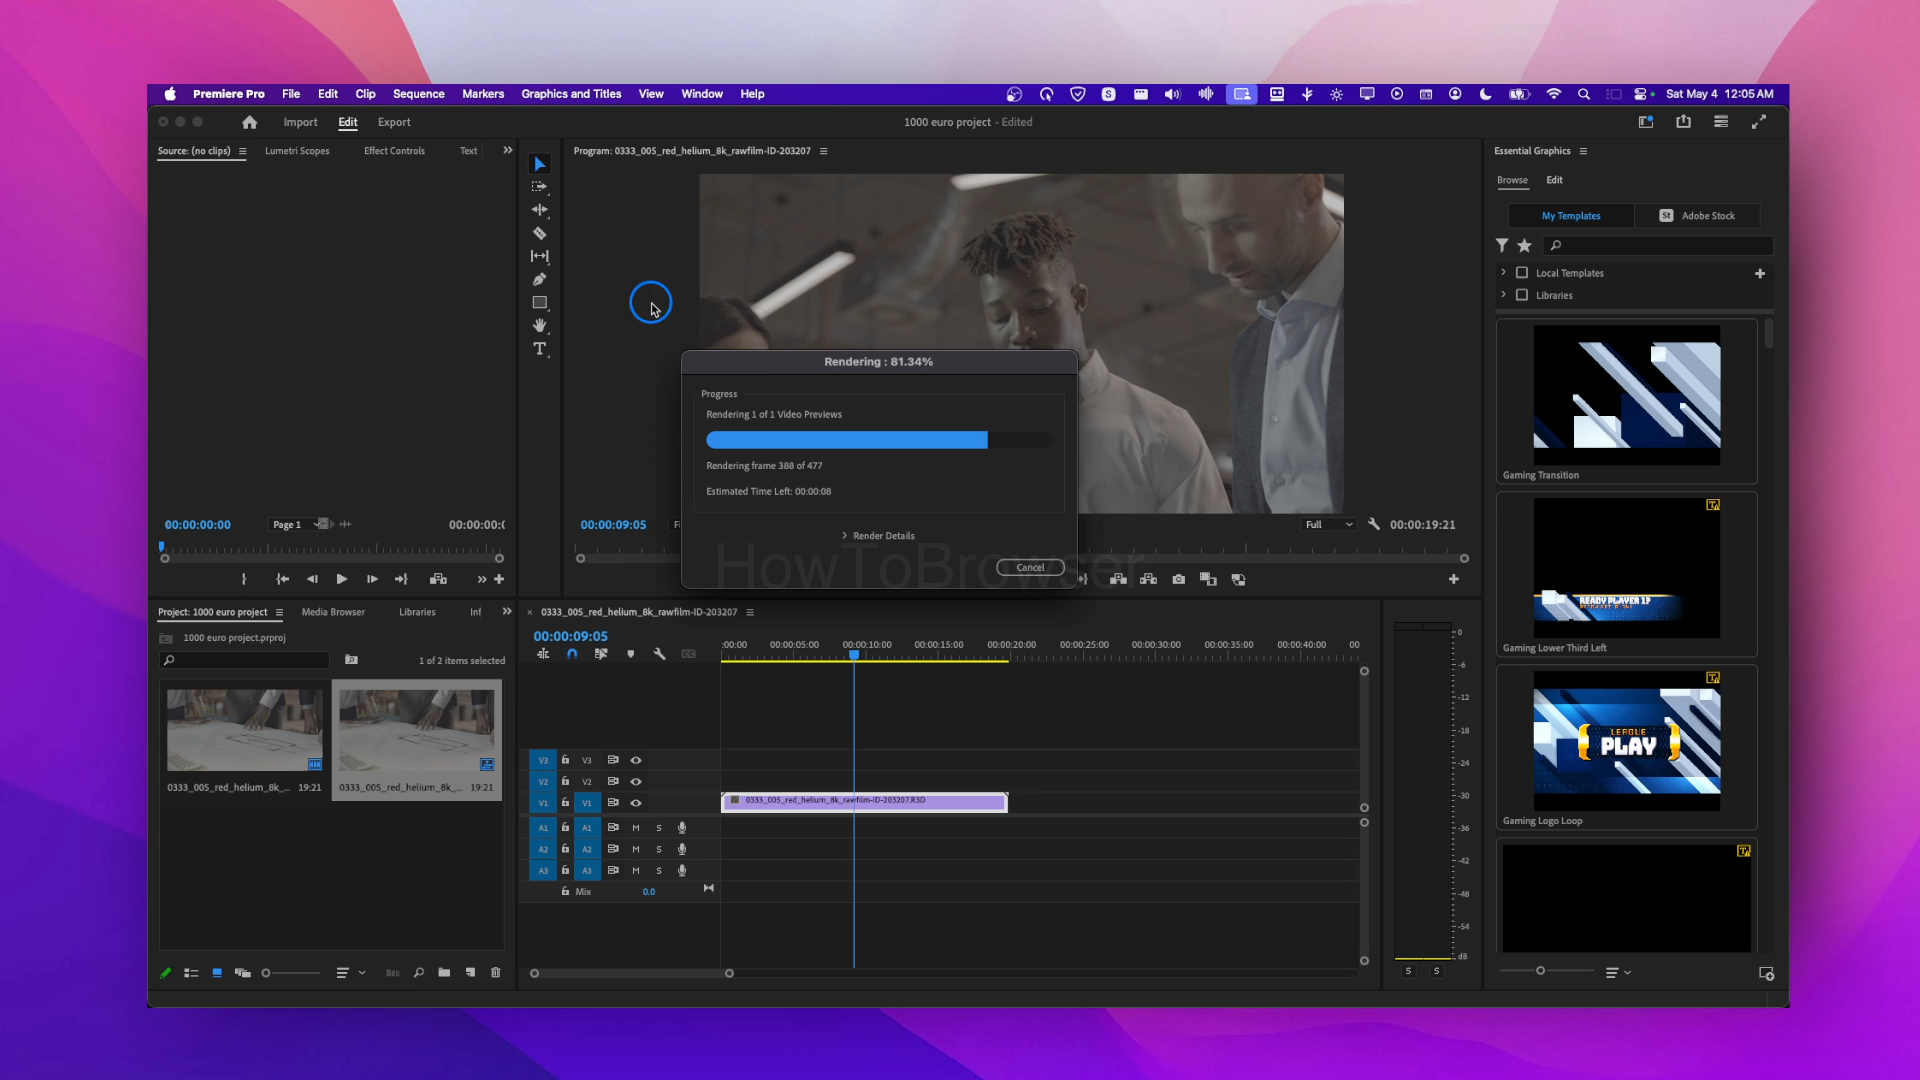 Premiere Pro File Edit Clip Sequence Markers Graphics and Titles View Window Help
Sat May 4 12:05 AM
Import Edit Export
1000 euro project - Edited
Source: (no clips) Lumetri Scopes Effect Controls Text
Program: 0333_005_red_helium_8k_rawfilm-ID-203207
Essential Graphics
Browse Edit
My Templates
St Adobe Stock
Local Templates
Libraries
Gaming Transition
READY PLAYER 1?
Gaming Lower Third Left
LEAGUE
PLAY
Gaming Logo Loop
Rendering : 81.34%
Progress
Rendering 1 of 1 Video Previews
Rendering frame 388 of 477
Estimated Time Left: 00:00:08
Render Details
Cancel
HowToBrowser
00:00:00:00
Page 1
00:00:00:0
00:00:09:05
Fi
Full
00:00:19:21
Project: 1000 euro project Media Browser Libraries Inf
1000 euro project.prproj
1 of 2 items selected
0333_005_red_helium_8k_... 19:21
0333_005_red_helium_8k_... 19:21
× 0333_005_red_helium_8k_rawfilm-ID-203207
00:00:09:05
:00:00 00:00:05:00 00:00:10:00 00:00:15:00 00:00:20:00 00:00:25:00 00:00:30:00 00:00:35:00 00:00:40:00 00
V3 V3
V2 V2
V1 V1
0333_005_red_helium_8k_rawfilm-ID-203207.R3D
A1 A1 M S
A2 A2 M S
A3 A3 M S
Mix 0.0
0
-6
-12
-18
-24
-30
-36
-42
-48
-54
dB
S S